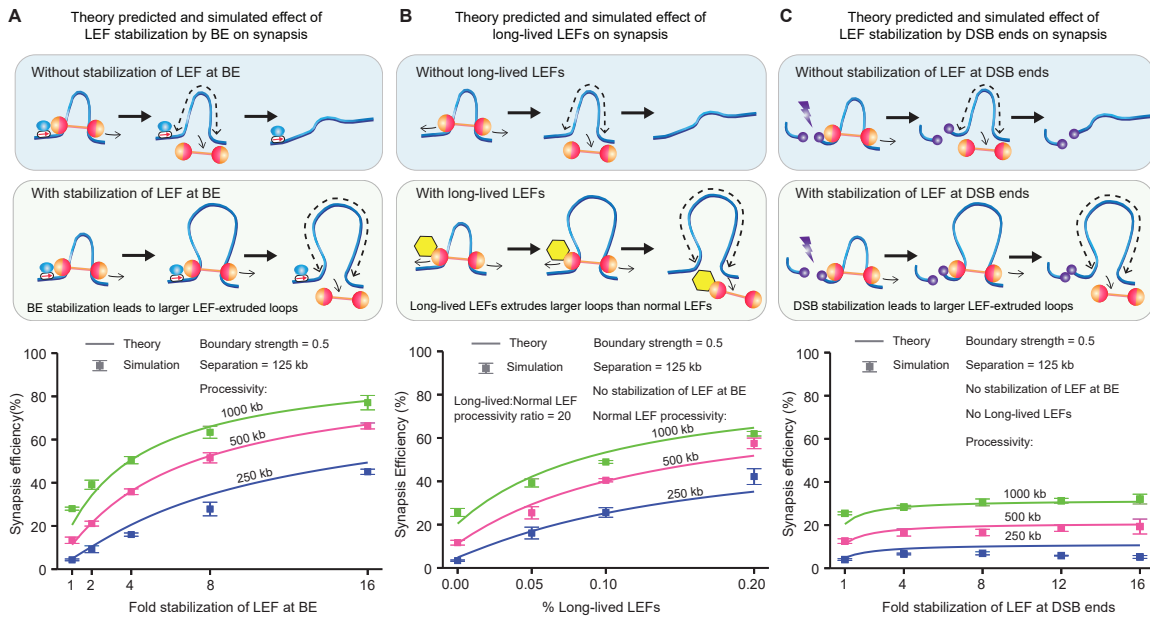 A
Theory predicted and simulated effect of
LEF stabilization by BE on synapsis
Without stabilization of LEF at BE
With stabilization of LEF at BE
BE stabilization leads to larger LEF-extruded loops
Theory
Simulation
Boundary strength = 0.5
Separation = 125 kb
Processivity:
1000 kb
500 kb
250 kb
Synapsis efficiency(%)
100
80
60
40
20
0
1
2
4
8
16
Fold stabilization of LEF at BE
B
Theory predicted and simulated effect of
long-lived LEFs on synapsis
Without long-lived LEFs
With long-lived LEFs
Long-lived LEFs extrudes larger loops than normal LEFs
Theory
Simulation
Boundary strength = 0.5
Separation = 125 kb
No stabilization of LEF at BE
Long-lived:Normal LEF
processivity ratio = 20
Normal LEF processivity:
1000 kb
500 kb
250 kb
Synapsis Efficiency (%)
100
80
60
40
20
0
0.00
0.05
0.10
0.20
% Long-lived LEFs
C
Theory predicted and simulated effect of
LEF stabilization by DSB ends on synapsis
Without stabilization of LEF at DSB ends
With stabilization of LEF at DSB ends
DSB stabilization leads to larger LEF-extruded loops
Theory
Simulation
Boundary strength = 0.5
Separation = 125 kb
No stabilization of LEF at BE
No Long-lived LEFs
Processivity:
1000 kb
500 kb
250 kb
Synapsis efficiency (%)
100
80
60
40
20
0
1
4
8
12
16
Fold stabilization of LEF at DSB ends